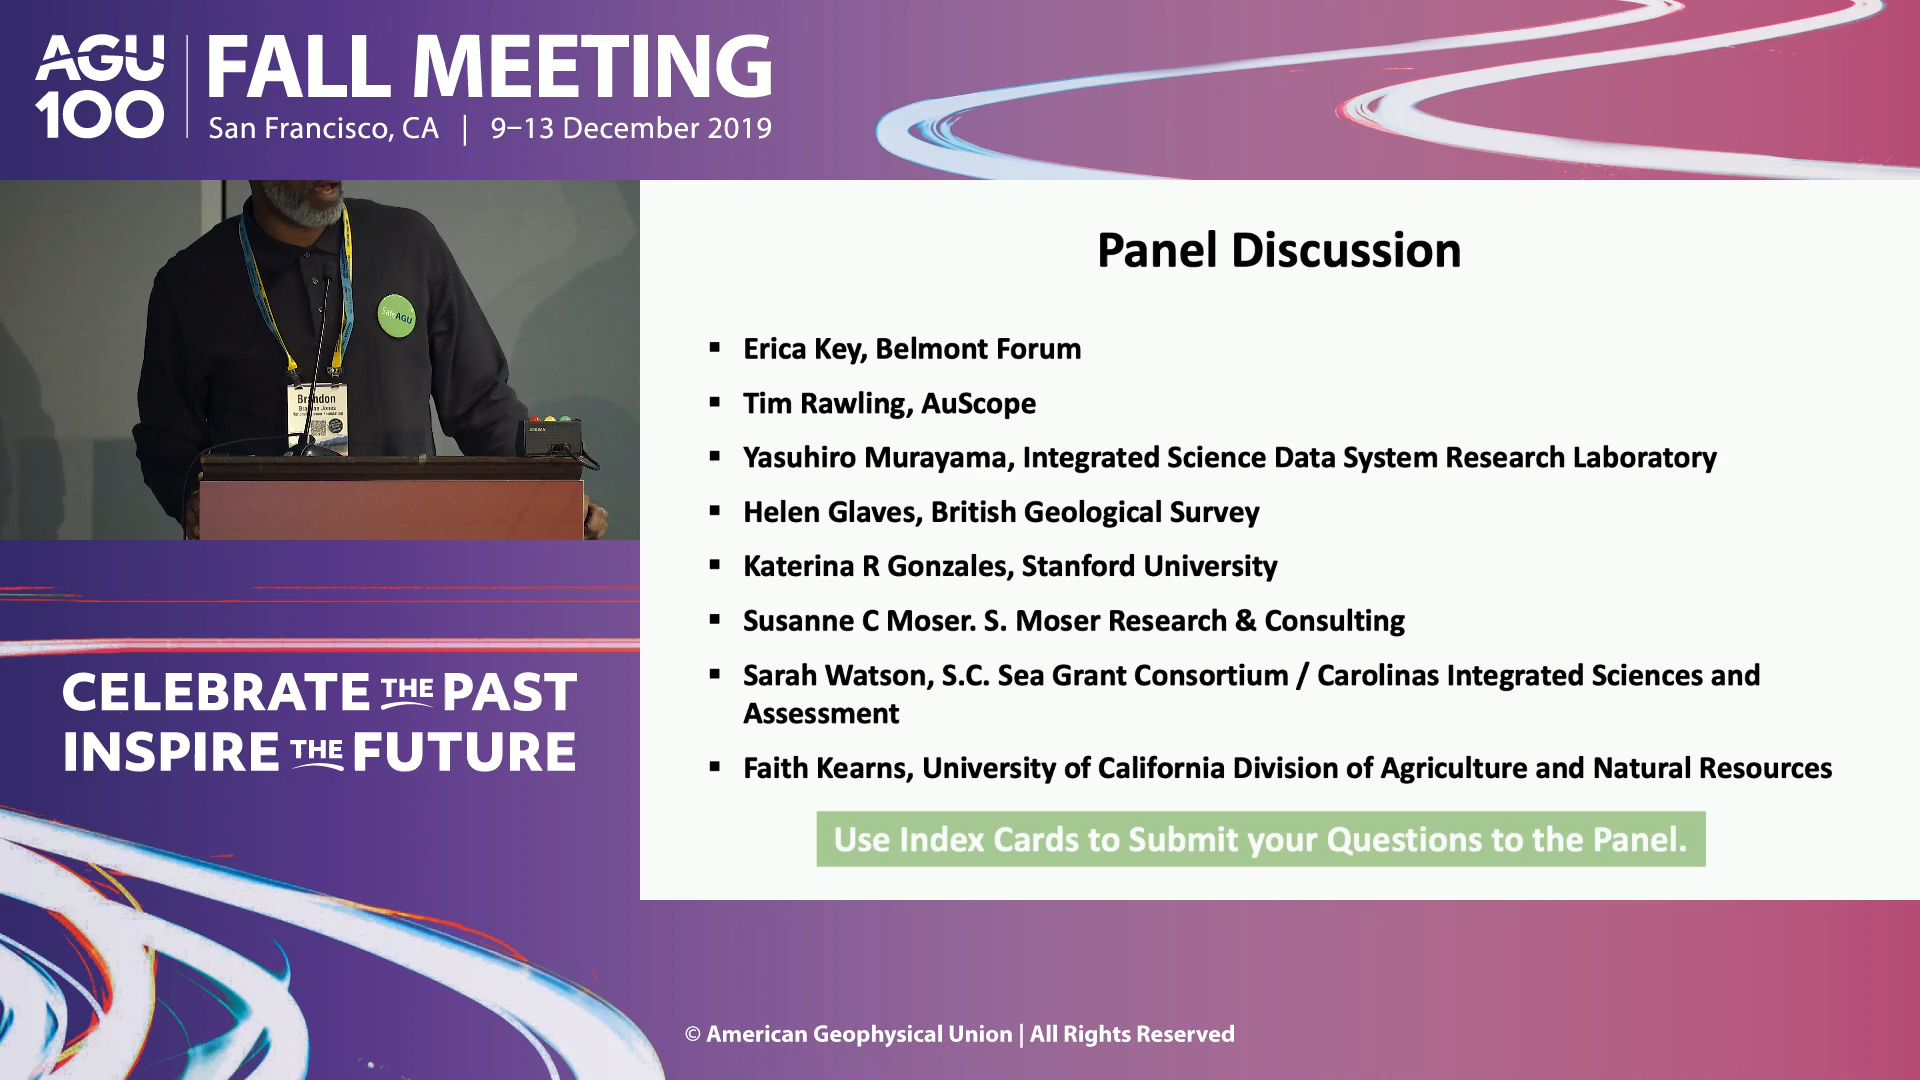 AGU
100
FALL MEETING
San Francisco, CA | 9–13 December 2019
SafeAGU
Brandon
Brandon Jones
Panel Discussion
▪ Erica Key, Belmont Forum
▪ Tim Rawling, AuScope
▪ Yasuhiro Murayama, Integrated Science Data System Research Laboratory
▪ Helen Glaves, British Geological Survey
▪ Katerina R Gonzales, Stanford University
▪ Susanne C Moser. S. Moser Research & Consulting
▪ Sarah Watson, S.C. Sea Grant Consortium / Carolinas Integrated Sciences and
Assessment
▪ Faith Kearns, University of California Division of Agriculture and Natural Resources
Use Index Cards to Submit your Questions to the Panel.
CELEBRATE THE PAST
INSPIRE THE FUTURE
© American Geophysical Union | All Rights Reserved